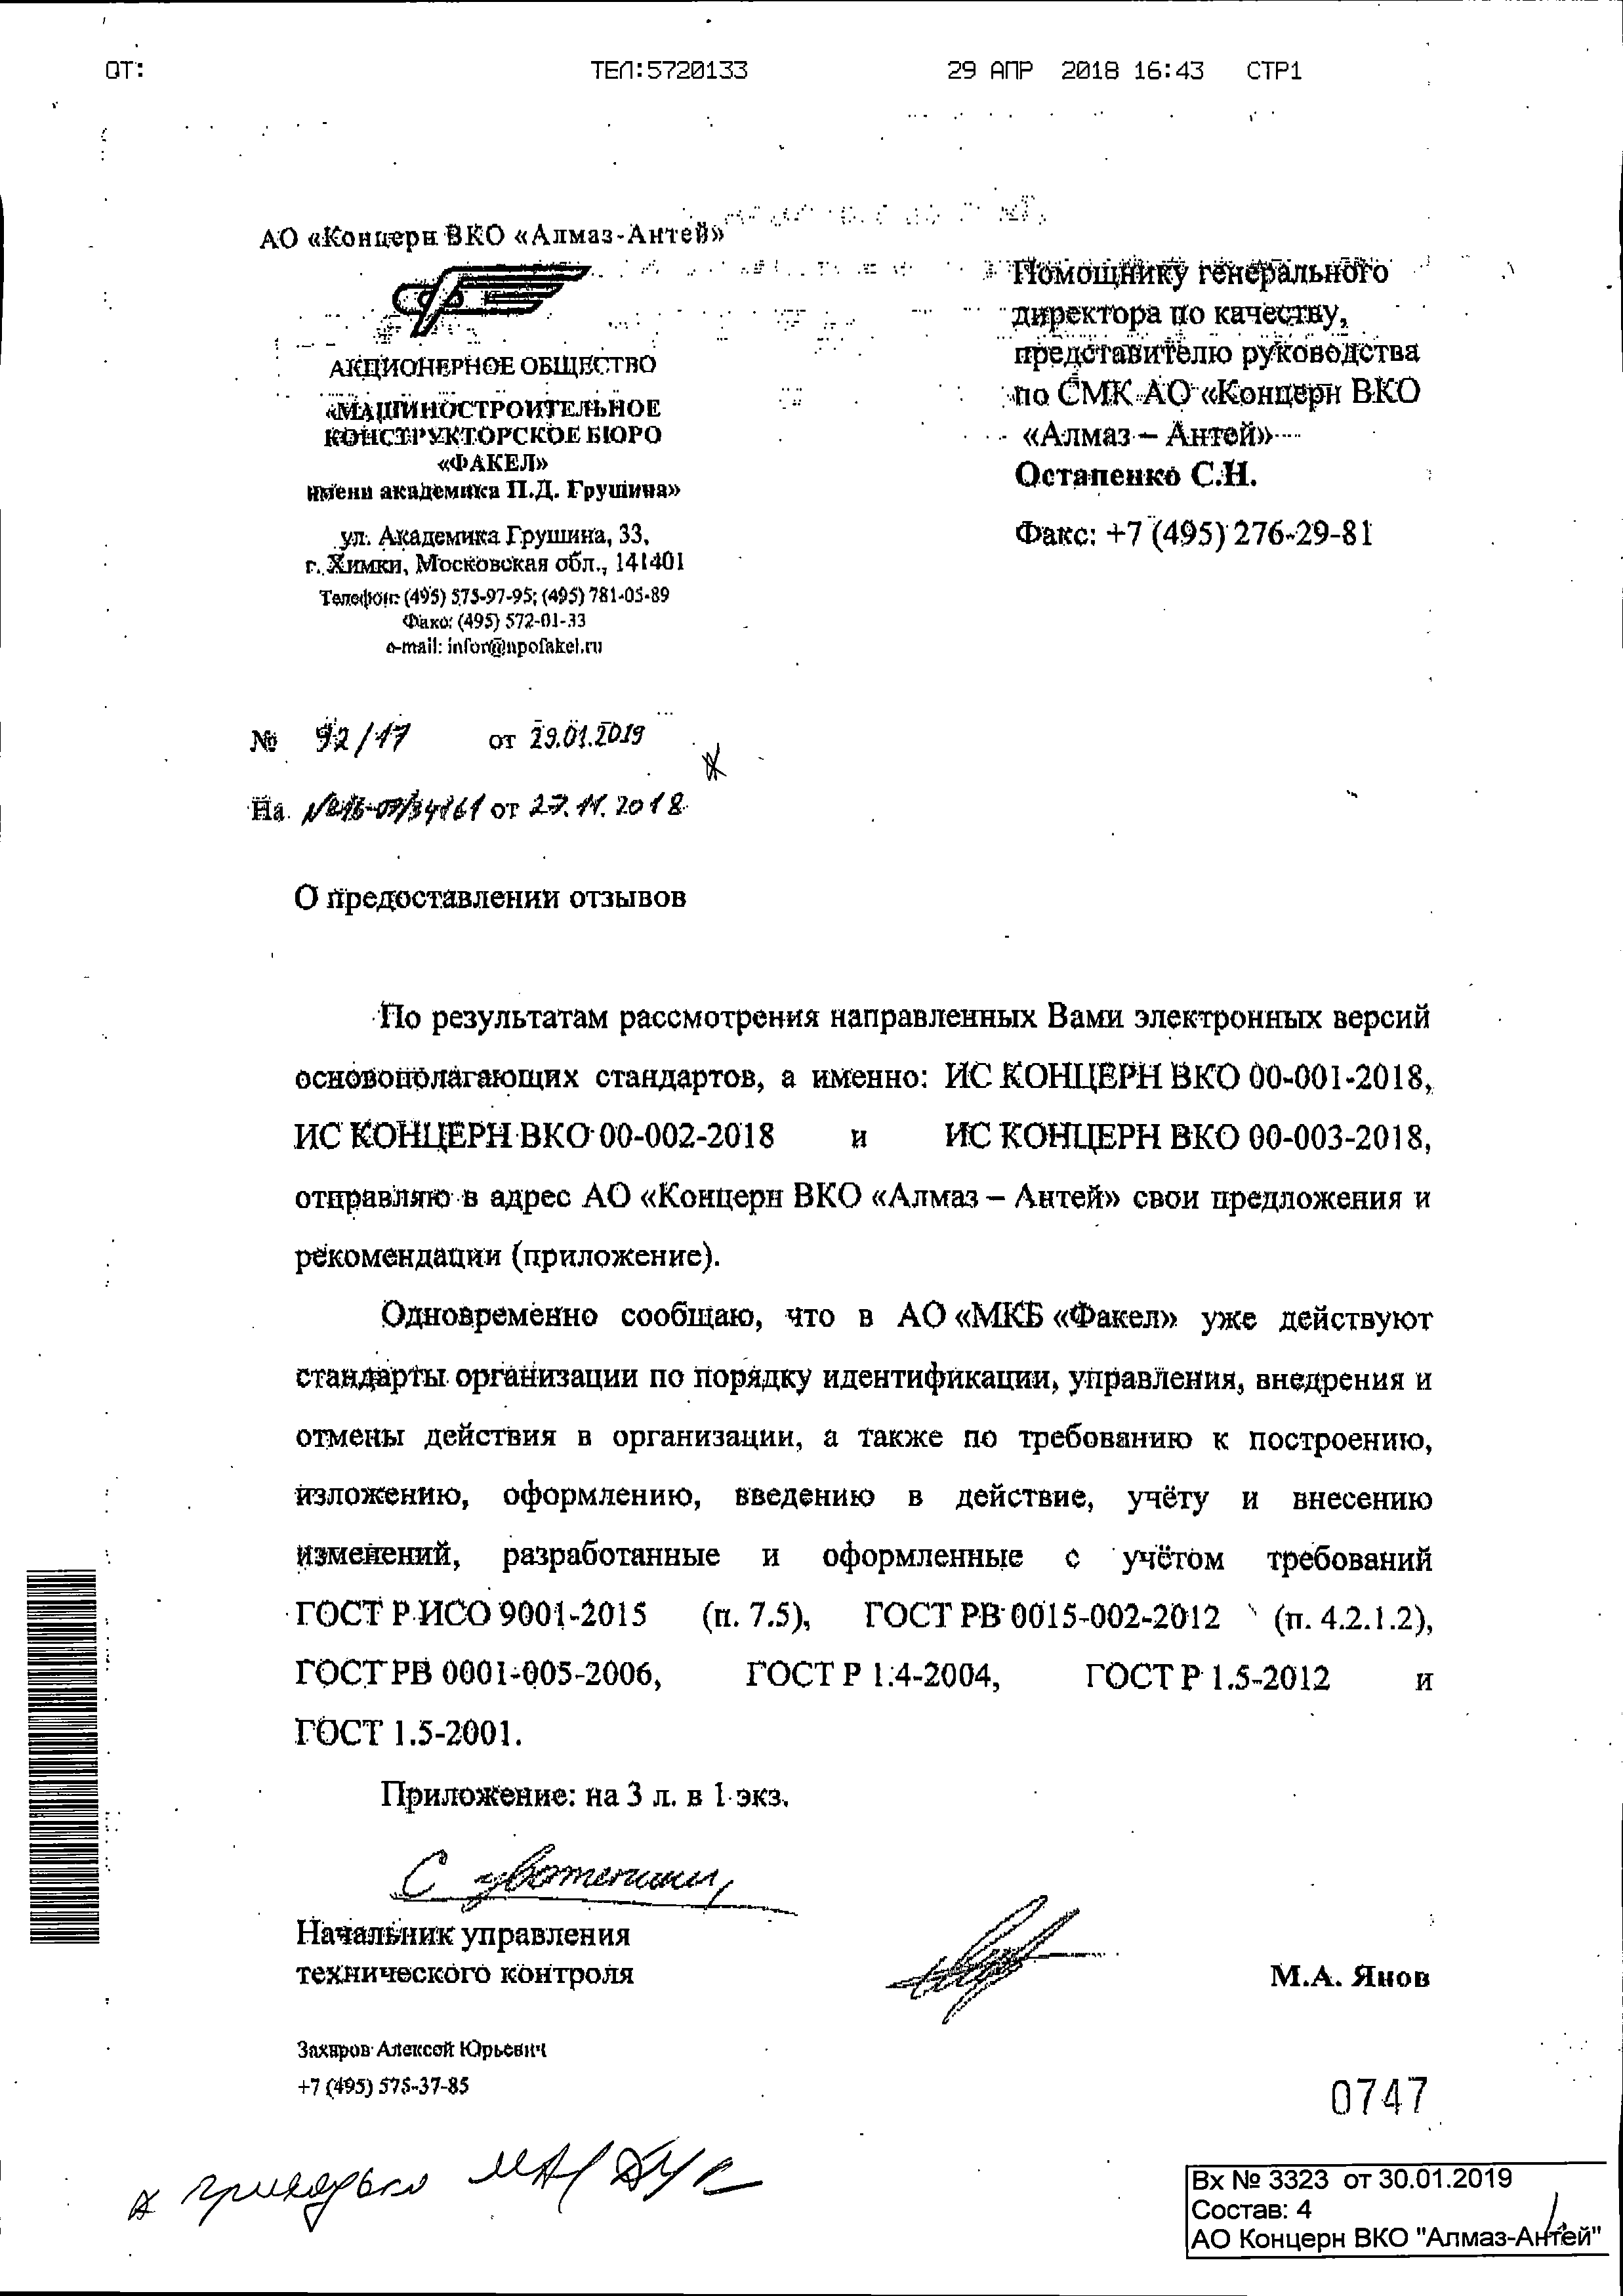 ОТ:
ТЕЛ:5720133
29 АПР 2018 16:43 СТР1
АО «Концерн ВКО «Алмаз-Антей»
АКЦИОНЕРНОЕ ОБЩЕСТВО
«МАШИНОСТРОИТЕЛЬНОЕ
КОНСТРУКТОРСКОЕ БЮРО
«ФАКЕЛ»
имени академика П.Д. Грушина»
ул. Академика Грушина, 33,
г. Химки, Московская обл., 141401
Телефон: (495) 575-97-95; (495) 781-05-89
Факс: (495) 572-01-33
e-mail: infor@npofakel.ru
Помощнику генерального
директора по качеству,
представителю руководства
по СМК АО «Концерн ВКО
«Алмаз – Антей»
Остапенко С.Н.
Факс: +7 (495) 276-29-81
№ 92/17 от 29.01.2019
На от 27.11.2018
О предоставлении отзывов
По результатам рассмотрения направленных Вами электронных версий
основополагающих стандартов, а именно: ИС КОНЦЕРН ВКО 00-001-2018,
ИС КОНЦЕРН ВКО 00-002-2018 и ИС КОНЦЕРН ВКО 00-003-2018,
отправляю в адрес АО «Концерн ВКО «Алмаз – Антей» свои предложения и
рекомендации (приложение).
Одновременно сообщаю, что в АО «МКБ «Факел» уже действуют
стандарты организации по порядку идентификации, управления, внедрения и
отмены действия в организации, а также по требованию к построению,
изложению, оформлению, введению в действие, учёту и внесению
изменений, разработанные и оформленные с учётом требований
ГОСТ Р ИСО 9001-2015 (п. 7.5), ГОСТ РВ 0015-002-2012 (п. 4.2.1.2),
ГОСТ РВ 0001-005-2006, ГОСТ Р 1.4-2004, ГОСТ Р 1.5-2012 и
ГОСТ 1.5-2001.
Приложение: на 3 л. в 1 экз.
С уважением,
Начальник управления
технического контроля
М.А. Янов
Захаров Алексей Юрьевич
+7 (495) 575-37-85
0747
Вх № 3323 от 30.01.2019
Состав: 4
АО Концерн ВКО "Алмаз-Антей"